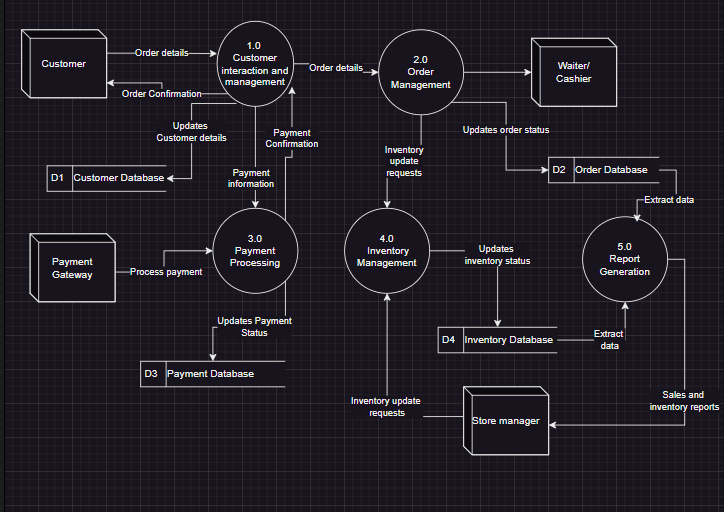 Customer
Order details
1.0
Customer
interaction and
management
Order details
2.0
Order
Management
Waiter/
Cashier
Order Confirmation
Updates
Customer details
Payment
Confirmation
Updates order status
Inventory
update
requests
D1
Customer Database
Payment
information
D2
Order Database
Extract data
Payment
Gateway
Process payment
3.0
Payment
Processing
4.0
Inventory
Management
Updates
inventory status
5.0
Report
Generation
Updates Payment
Status
D4
Inventory Database
Extract
data
D3
Payment Database
Inventory update
requests
Store manager
Sales and
inventory reports